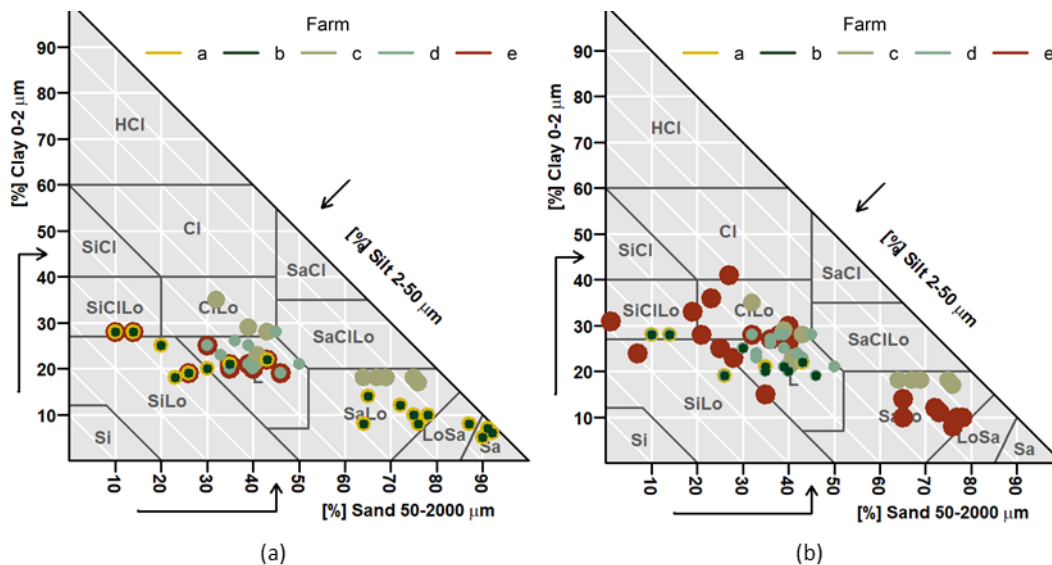 Farm
a b c d e
90
80
70
60
50
40
30
20
10
[%] Clay 0-2 μm
HCl
Cl
SiCl
SaCl
SiClLo
ClLo
SaClLo
L
SiLo
SaLo
Si
LoSa
Sa
[%] Silt 2-50 μm
10 20 30 40 50 60 70 80 90
[%] Sand 50-2000 μm
(a)
Farm
a b c d e
90
80
70
60
50
40
30
20
10
[%] Clay 0-2 μm
HCl
Cl
SiCl
SaCl
SiClLo
ClLo
SaClLo
L
SiLo
SaLo
Si
LoSa
Sa
[%] Silt 2-50 μm
10 20 30 40 50 60 70 80 90
[%] Sand 50-2000 μm
(b)